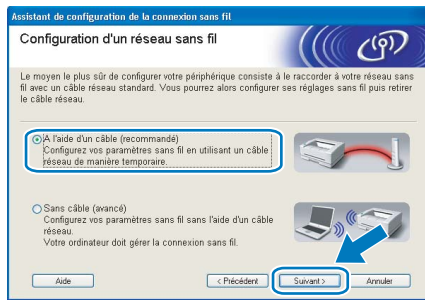 Assistant de configuration de la connexion sans fil
Configuration d'un réseau sans fil
Le moyen le plus sûr de configurer votre périphérique consiste à le raccorder à votre réseau sans
fil avec un câble réseau standard. Vous pourrez alors configurer ses réglages sans fil puis retirer
le câble réseau.
A l'aide d'un câble (recommandé)
Configurez vos paramètres sans fil en utilisant un câble
réseau de manière temporaire.
Sans câble (avancé)
Configurez vos paramètres sans fil sans l'aide d'un câble
réseau.
Votre ordinateur doit gérer la connexion sans fil.
Aide
< Précédent
Suivant >
Annuler